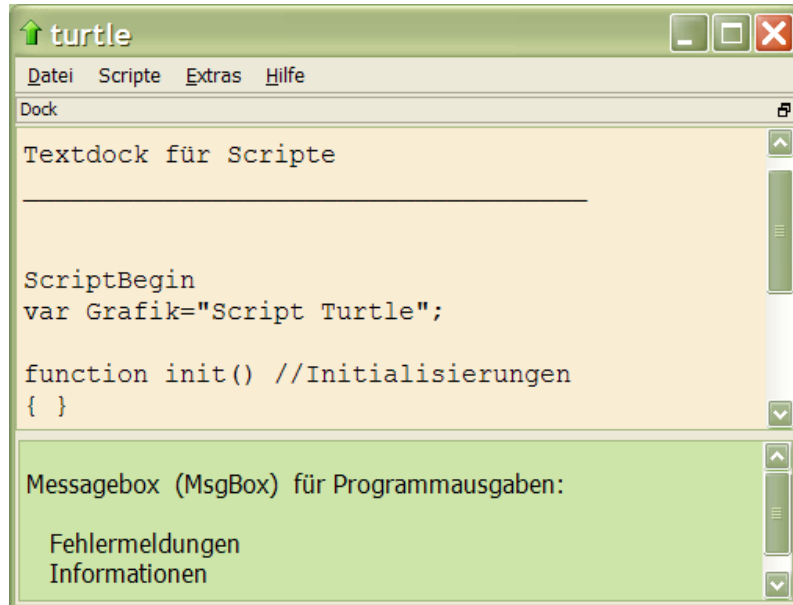 turtle
Datei Scripte Extras Hilfe
Dock
Textdock für Scripte
____________________________________
ScriptBegin
var Grafik="Script Turtle";
function init() //Initialisierungen
{ }
Messagebox (MsgBox) für Programmausgaben:
Fehlermeldungen
Informationen